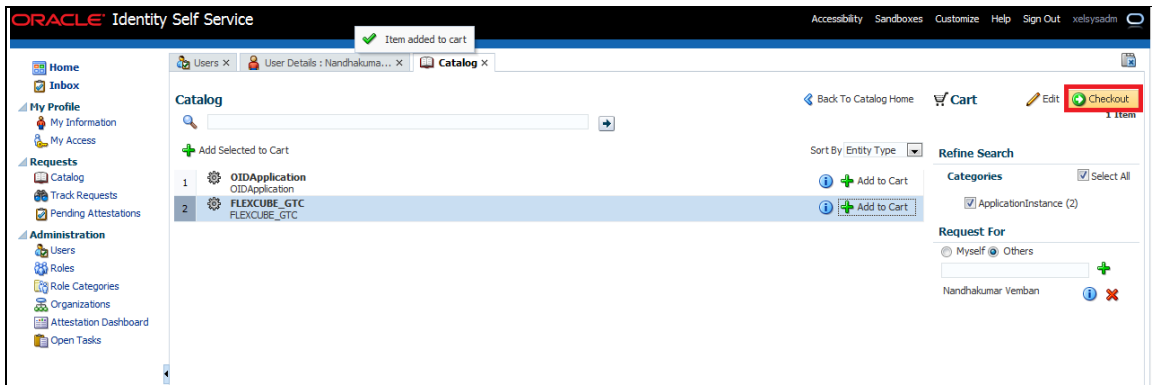 ORACLE Identity Self Service
Accessibility Sandboxes Customize Help Sign Out xelsysadm
Item added to cart
Users
User Details : Nandhakuma...
Catalog
Home
Inbox
My Profile
My Information
My Access
Requests
Catalog
Track Requests
Pending Attestations
Administration
Users
Roles
Role Categories
Organizations
Attestation Dashboard
Open Tasks
Catalog
Back To Catalog Home
Add Selected to Cart
Sort By Entity Type
1 OIDApplication
OIDApplication
Add to Cart
2 FLEXCUBE_GTC
FLEXCUBE_GTC
Add to Cart
Cart
Edit
Checkout
1 Item
Refine Search
Categories
Select All
ApplicationInstance (2)
Request For
Myself Others
Nandhakumar Vemban